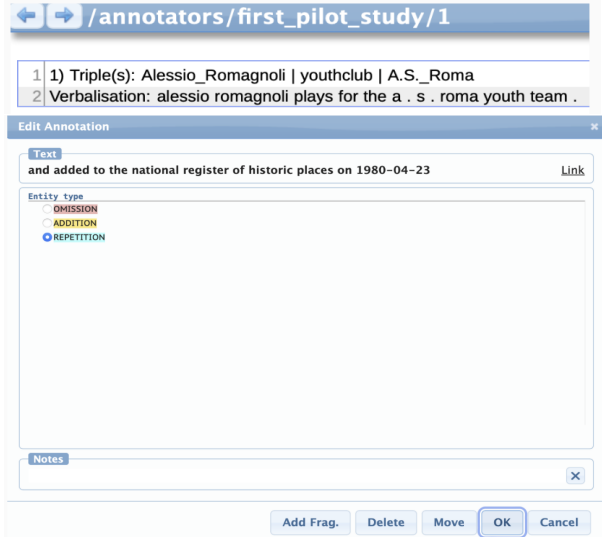 /annotators/first_pilot_study/1
1 1) Triple(s): Alessio_Romagnoli | youthclub | A.S._Roma
2 Verbalisation: alessio romagnoli plays for the a . s . roma youth team .
Edit Annotation ×
Text
and added to the national register of historic places on 1980-04-23 Link
Entity type
OMISSION
ADDITION
REPETITION
Notes
Add Frag. Delete Move OK Cancel